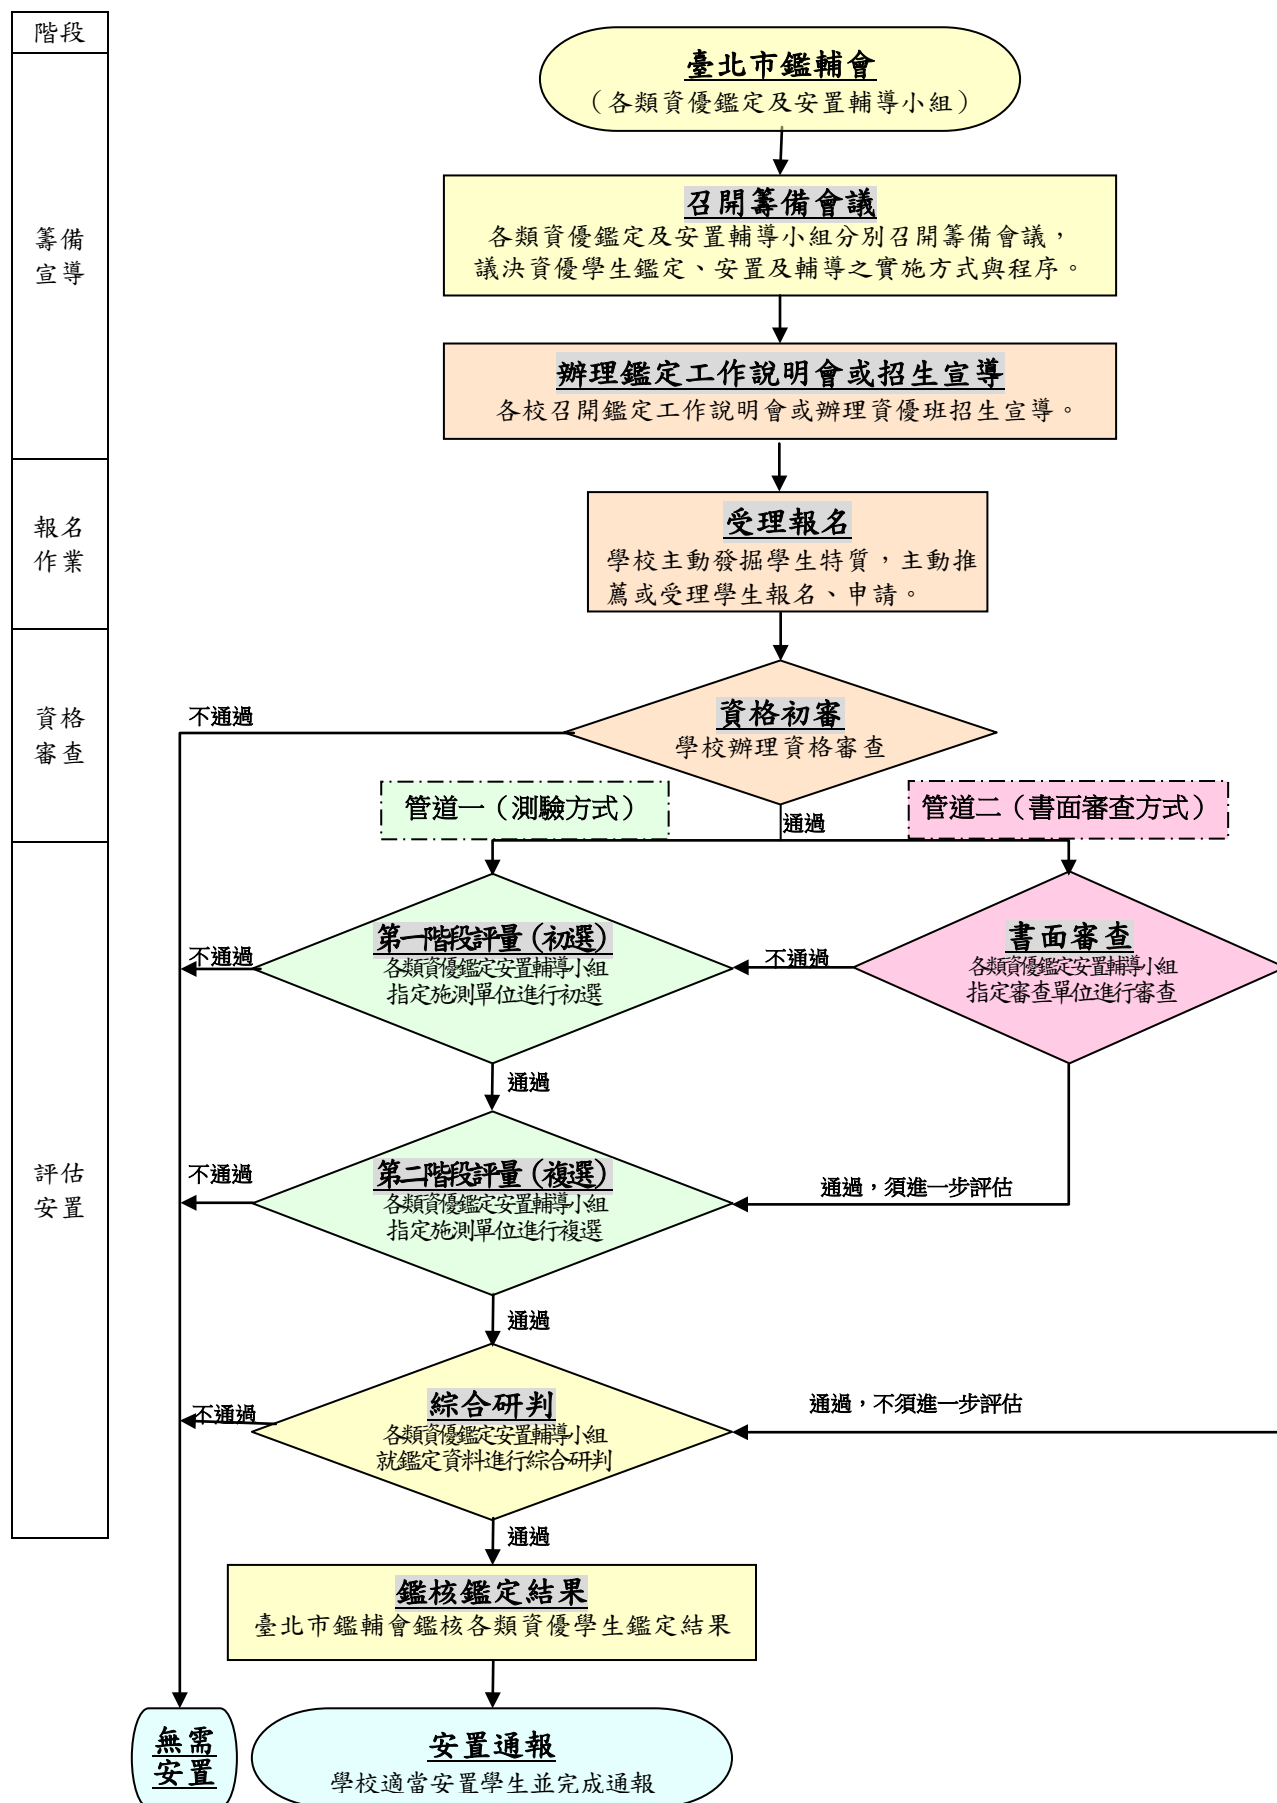 階段
籌備
宣導
報名
作業
資格
審查
評估
安置
臺北市鑑輔會
（各類資優鑑定及安置輔導小組）
召開籌備會議
各類資優鑑定及安置輔導小組分別召開籌備會議，
議決資優學生鑑定、安置及輔導之實施方式與程序。
辦理鑑定工作說明會或招生宣導
各校召開鑑定工作說明會或辦理資優班招生宣導。
受理報名
學校主動發掘學生特質，主動推
薦或受理學生報名、申請。
資格初審
學校辦理資格審查
不通過
通過
管道一（測驗方式）
管道二（書面審查方式）
第一階段評量（初選）
各類資優鑑定安置輔導小組
指定施測單位進行初選
不通過
書面審查
各類資優鑑定安置輔導小組
指定審查單位進行審查
不通過
通過
第二階段評量（複選）
各類資優鑑定安置輔導小組
指定施測單位進行複選
不通過
通過，須進一步評估
通過
綜合研判
各類資優鑑定安置輔導小組
就鑑定資料進行綜合研判
不通過
通過，不須進一步評估
通過
鑑核鑑定結果
臺北市鑑輔會鑑核各類資優學生鑑定結果
無需
安置
安置通報
學校適當安置學生並完成通報